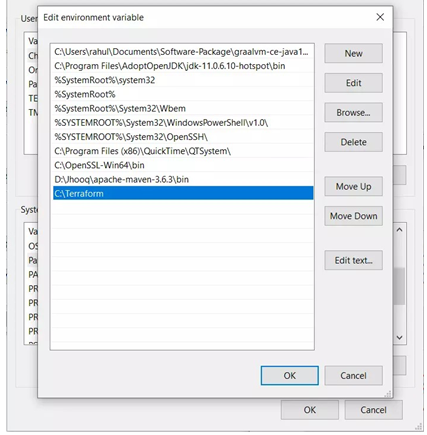 User
Edit environment variable
Va
Ch
On
Pa
TE
TM
C:\Users\rahul\Documents\Software-Package\graalvm-ce-java1...
C:\Program Files\AdoptOpenJDK\jdk-11.0.6.10-hotspot\bin
%SystemRoot%\system32
%SystemRoot%
%SystemRoot%\System32\Wbem
%SYSTEMROOT%\System32\WindowsPowerShell\v1.0\
%SYSTEMROOT%\System32\OpenSSH\
C:\Program Files (x86)\QuickTime\QTSystem\
C:\OpenSSL-Win64\bin
D:\Jhooq\apache-maven-3.6.3\bin
C:\Terraform
New
Edit
Browse...
Delete
Move Up
Move Down
Edit text...
Syste
Va
OS
Pa
PA
PR
PR
PR
OK
Cancel
OK
Cancel